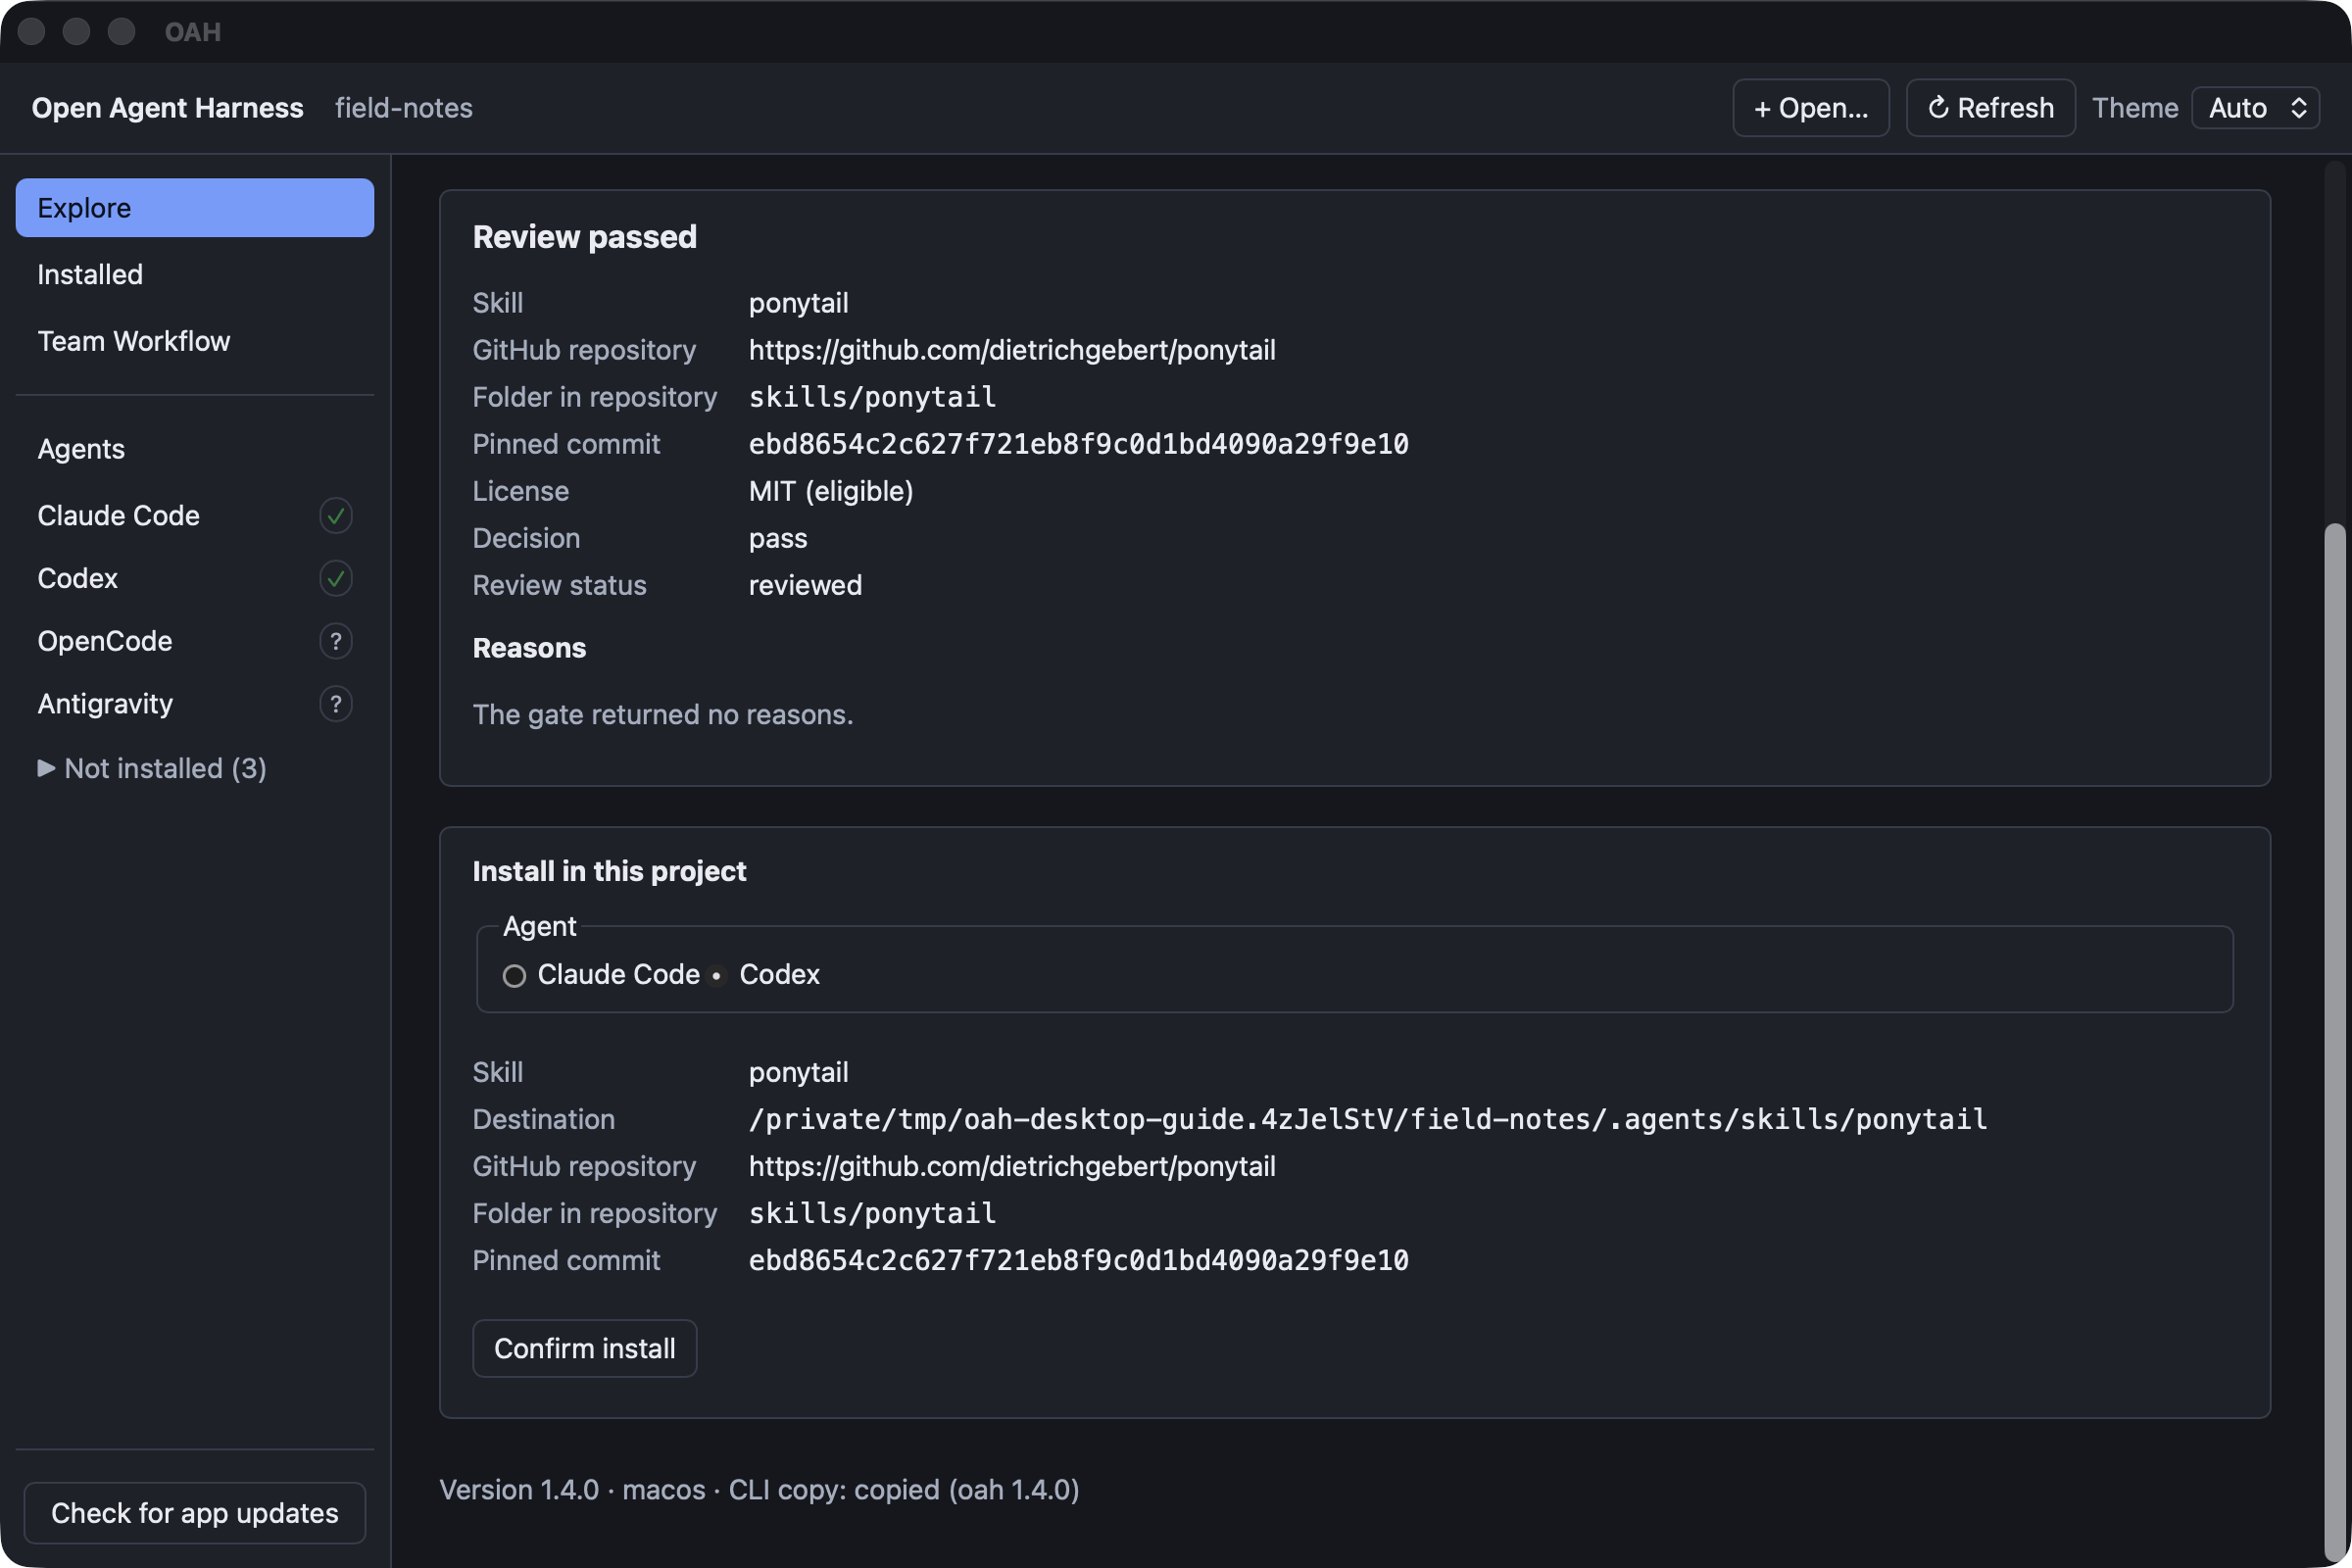 OAH
Open Agent Harness field-notes
+ Open... ↻ Refresh Theme Auto
Explore
Installed
Team Workflow
Agents
Claude Code ✓
Codex ✓
OpenCode ?
Antigravity ?
▶ Not installed (3)
Check for app updates
Review passed
Skill ponytail
GitHub repository https://github.com/dietrichgebert/ponytail
Folder in repository skills/ponytail
Pinned commit ebd8654c2c627f721eb8f9c0d1bd4090a29f9e10
License MIT (eligible)
Decision pass
Review status reviewed
Reasons
The gate returned no reasons.
Install in this project
Agent
Claude Code Codex
Skill ponytail
Destination /private/tmp/oah-desktop-guide.4zJelStV/field-notes/.agents/skills/ponytail
GitHub repository https://github.com/dietrichgebert/ponytail
Folder in repository skills/ponytail
Pinned commit ebd8654c2c627f721eb8f9c0d1bd4090a29f9e10
Confirm install
Version 1.4.0 · macos · CLI copy: copied (oah 1.4.0)